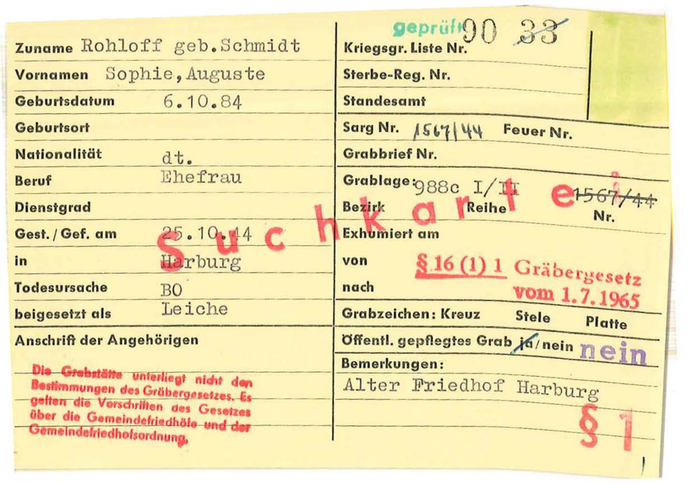 geprüft 90 33
Zuname Rohloff geb.Schmidt
Vornamen Sophie,Auguste
Geburtsdatum 6.10.84
Geburtsort
Nationalität dt.
Beruf Ehefrau
Dienstgrad
Gest./Gef. am 25.10.44
in Harburg
Todesursache BO
beigesetzt als Leiche
Anschrift der Angehörigen
Die Grabstätte unterliegt nicht den
Bestimmungen des Gräbergesetzes. Es
gelten die Vorschriften des Gesetzes
über die Gemeindefriedhöfe und der
Gemeindefriedhofsordnung.
Kriegsgr. Liste Nr.
Sterbe-Reg. Nr.
Standesamt
Sarg Nr. 1567/44 Feuer Nr.
Grabbrief Nr.
Grablage: 988c I/II 1567/44
Bezirk Reihe Nr.
Suchkartei
Exhumiert am
von § 16 (1) 1 Gräbergesetz
nach vom 1.7.1965
Grabzeichen: Kreuz Stele Platte
Öffentl. gepflegtes Grab ja/nein nein
Bemerkungen:
Alter Friedhof Harburg
§ 1